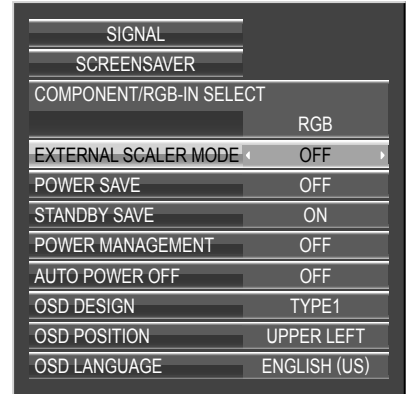 SIGNAL
SCREENSAVER
COMPONENT/RGB-IN SELECT
RGB
EXTERNAL SCALER MODE OFF
POWER SAVE OFF
STANDBY SAVE ON
POWER MANAGEMENT OFF
AUTO POWER OFF OFF
OSD DESIGN TYPE1
OSD POSITION UPPER LEFT
OSD LANGUAGE ENGLISH (US)